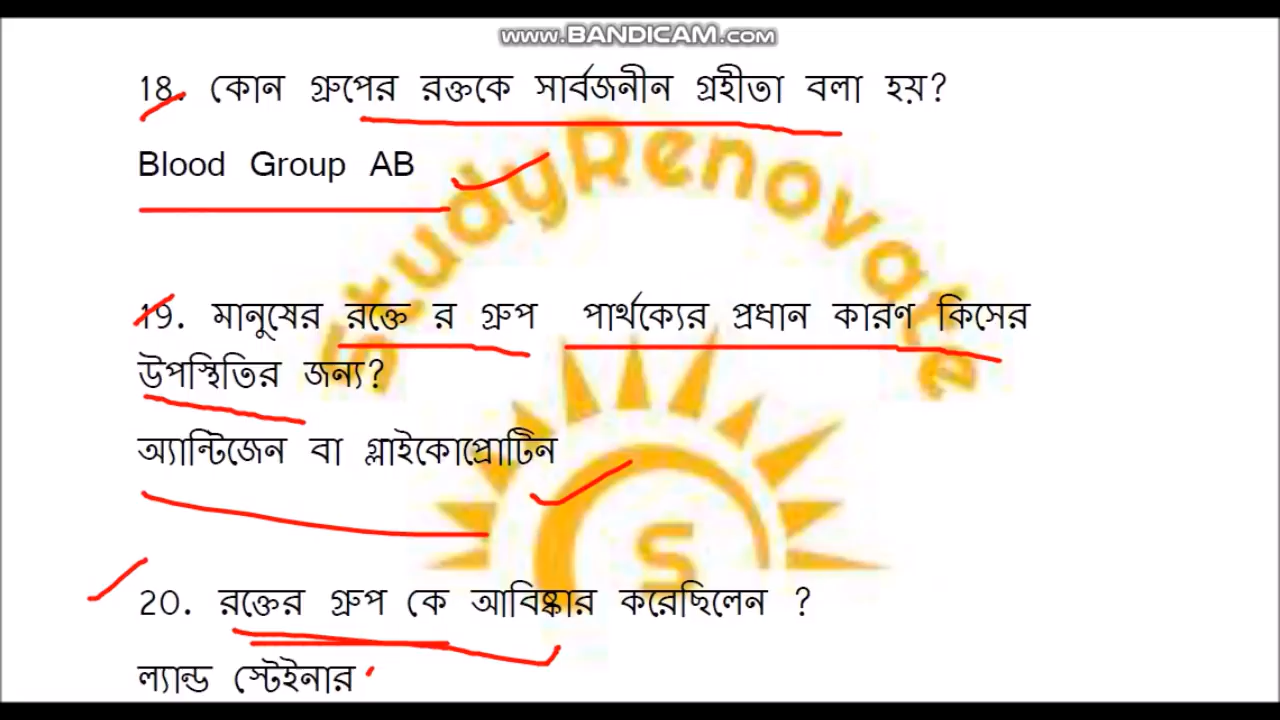 www.BANDICAM.com
18. কোন গ্রুপের রক্তকে সার্বজনীন গ্রহীতা বলা হয়?
Blood Group AB
StudyRenovate
19. মানুষের রক্তে র গ্রুপ পার্থক্যের প্রধান কারণ কিসের
উপস্থিতির জন্য?
অ্যান্টিজেন বা গ্লাইকোপ্রোটিন
S
20. রক্তের গ্রুপ কে আবিষ্কার করেছিলেন ?
ল্যান্ড স্টেইনার